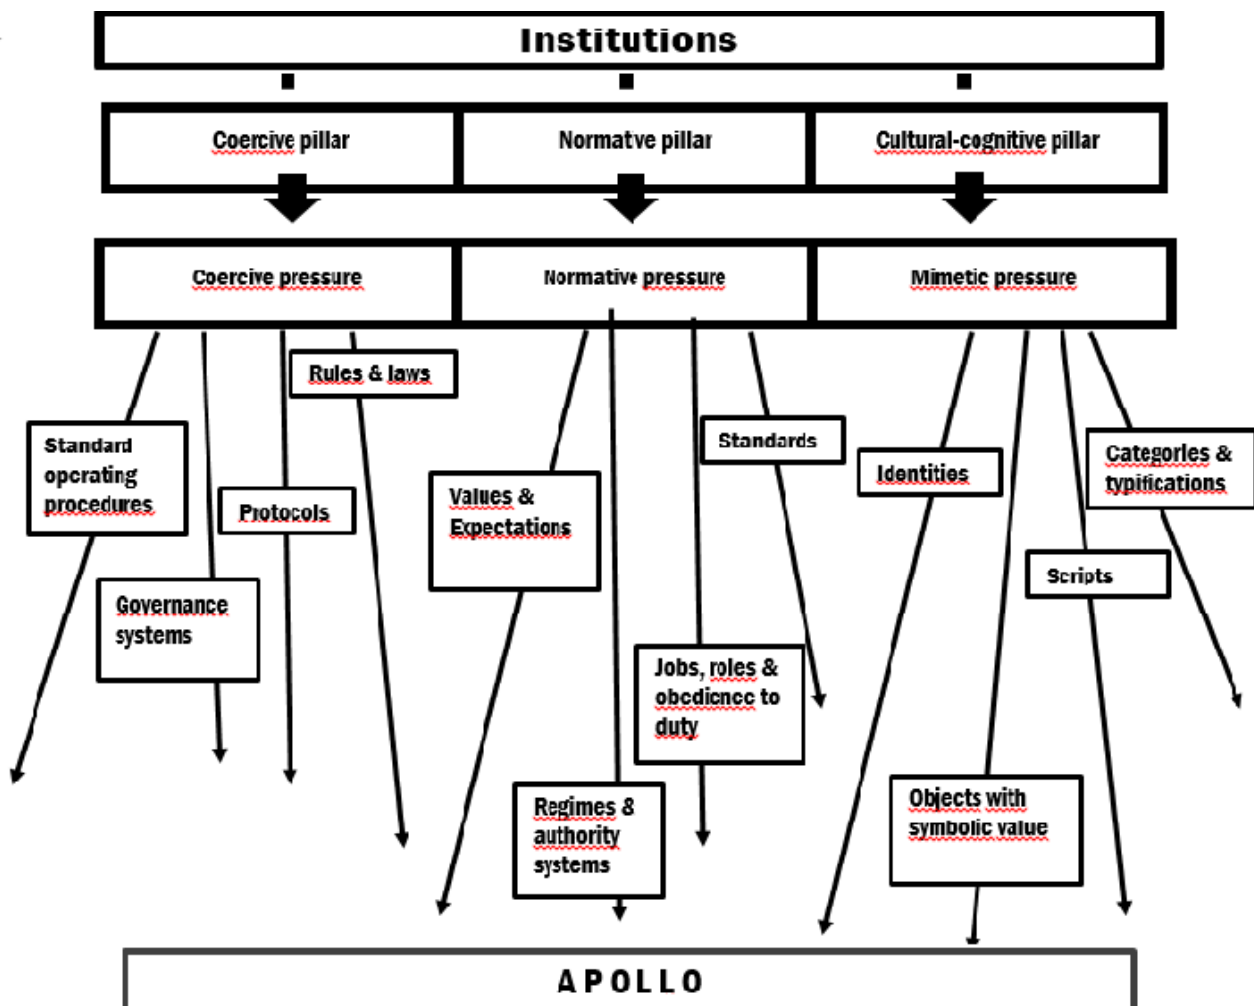 Institutions
Coercive pillar
Normatve pillar
Cultural-cognitive pillar
Coercive pressure
Normative pressure
Mimetic pressure
Rules & laws
Standard
operating
procedures
Protocols
Governance
systems
Values &
Expectations
Standards
Jobs, roles &
obedience to
duty
Regimes &
authority
systems
Identities
Categories &
typifications
Scripts
Objects with
symbolic value
APOLLO